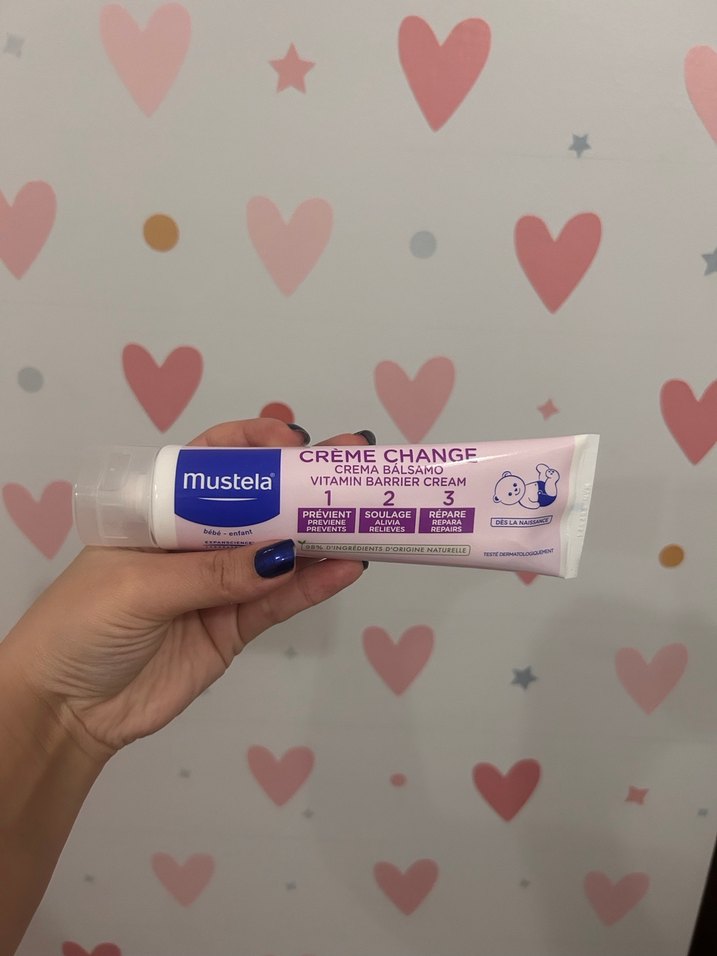 mustela®
bébé - enfant
EXPANSCIENCE
CRÈME CHANGE
CREMA BÁLSAMO
VITAMIN BARRIER CREAM
1 2 3
PRÉVIENT SOULAGE RÉPARE
PREVIENE ALIVIA REPARA
PREVENTS RELIEVES REPAIRS
98% D'INGRÉDIENTS D'ORIGINE NATURELLE
DÈS LA NAISSANCE
TESTÉ DERMATOLOGIQUEMENT